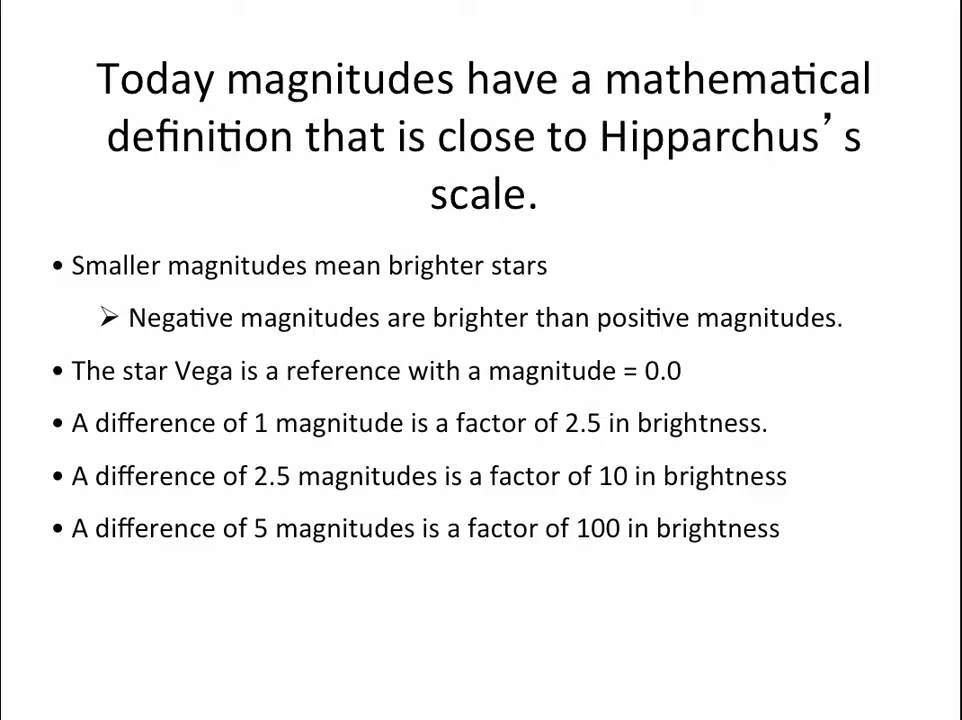 Today magnitudes have a mathematical
definition that is close to Hipparchus’s
scale.
• Smaller magnitudes mean brighter stars
➢ Negative magnitudes are brighter than positive magnitudes.
• The star Vega is a reference with a magnitude = 0.0
• A difference of 1 magnitude is a factor of 2.5 in brightness.
• A difference of 2.5 magnitudes is a factor of 10 in brightness
• A difference of 5 magnitudes is a factor of 100 in brightness